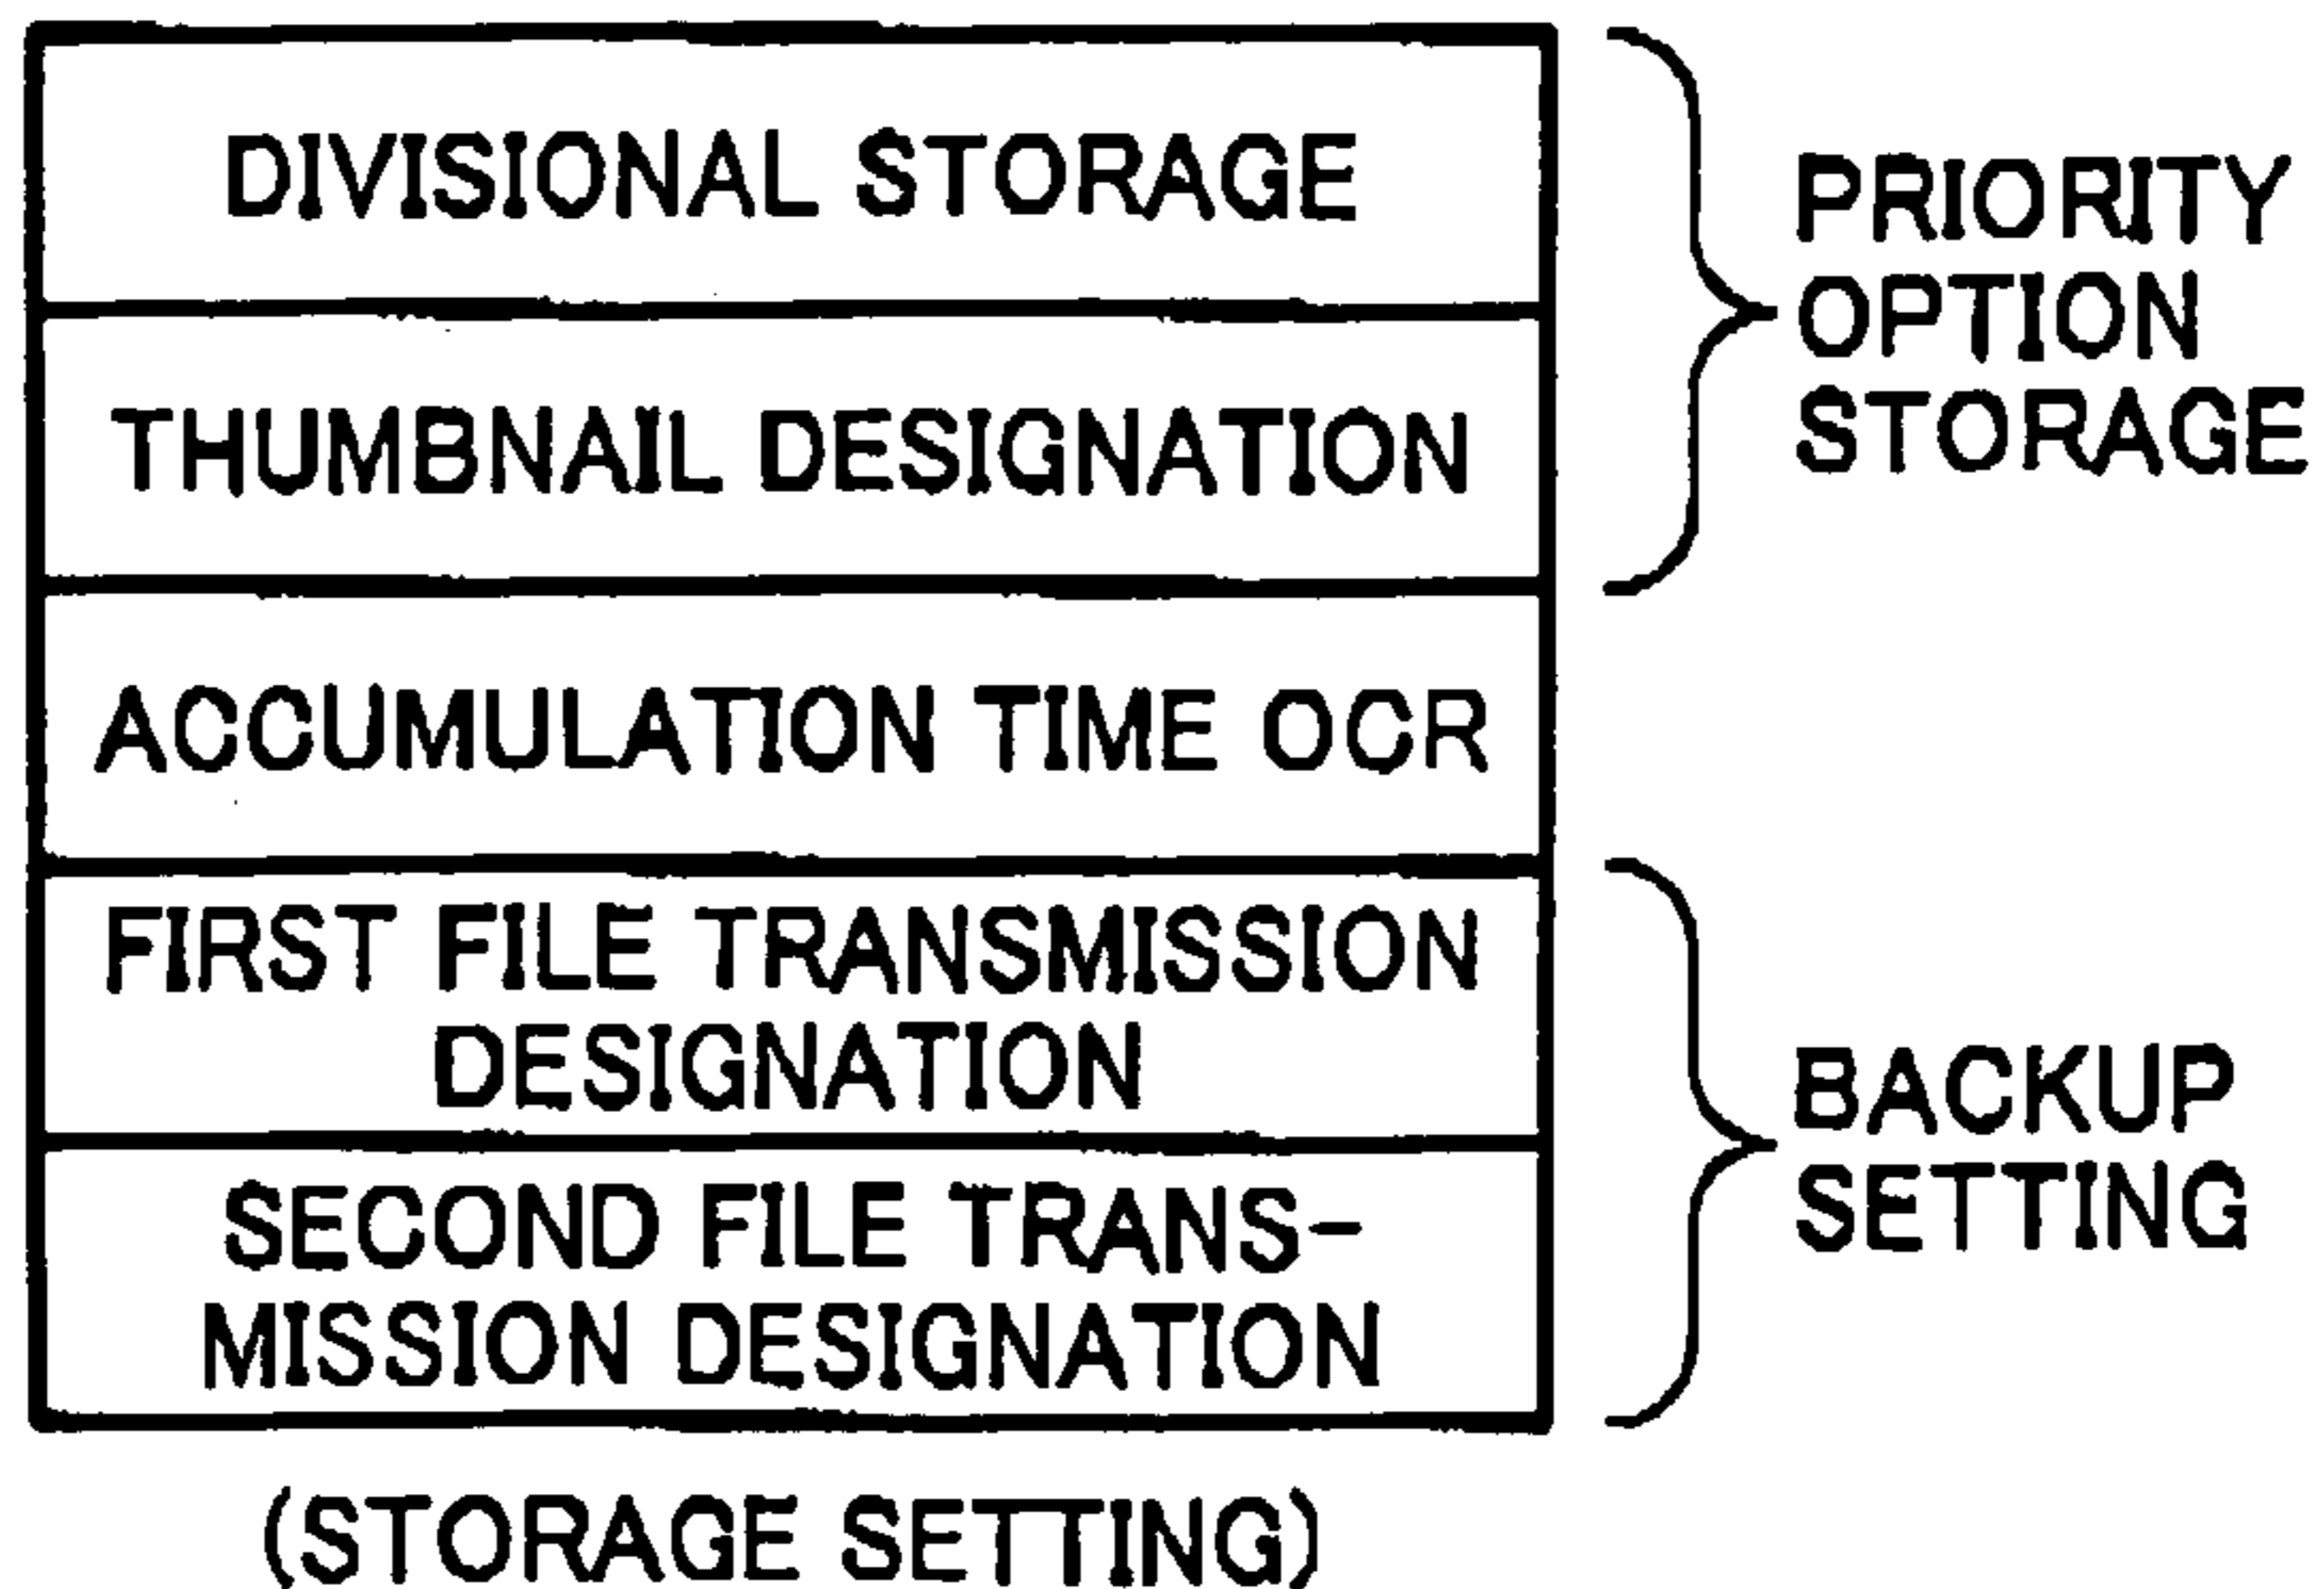 DIVISIONAL STORAGE
THUMBNAIL DESIGNATION
PRIORITY
OPTION
STORAGE
ACCUMULATION TIME OCR
FIRST FILE TRANSMISSION
DESIGNATION
SECOND FILE TRANS-
MISSION DESIGNATION
BACKUP
SETTING
(STORAGE SETTING)